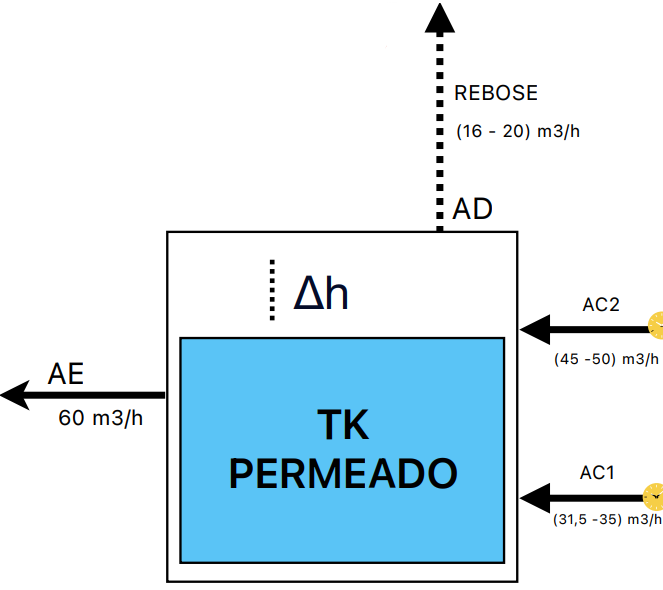 REBOSE
(16 - 20) m3/h
AD
Δh
AC2
(45 -50) m3/h
AE
60 m3/h
TK
PERMEADO
AC1
(31,5 -35) m3/h